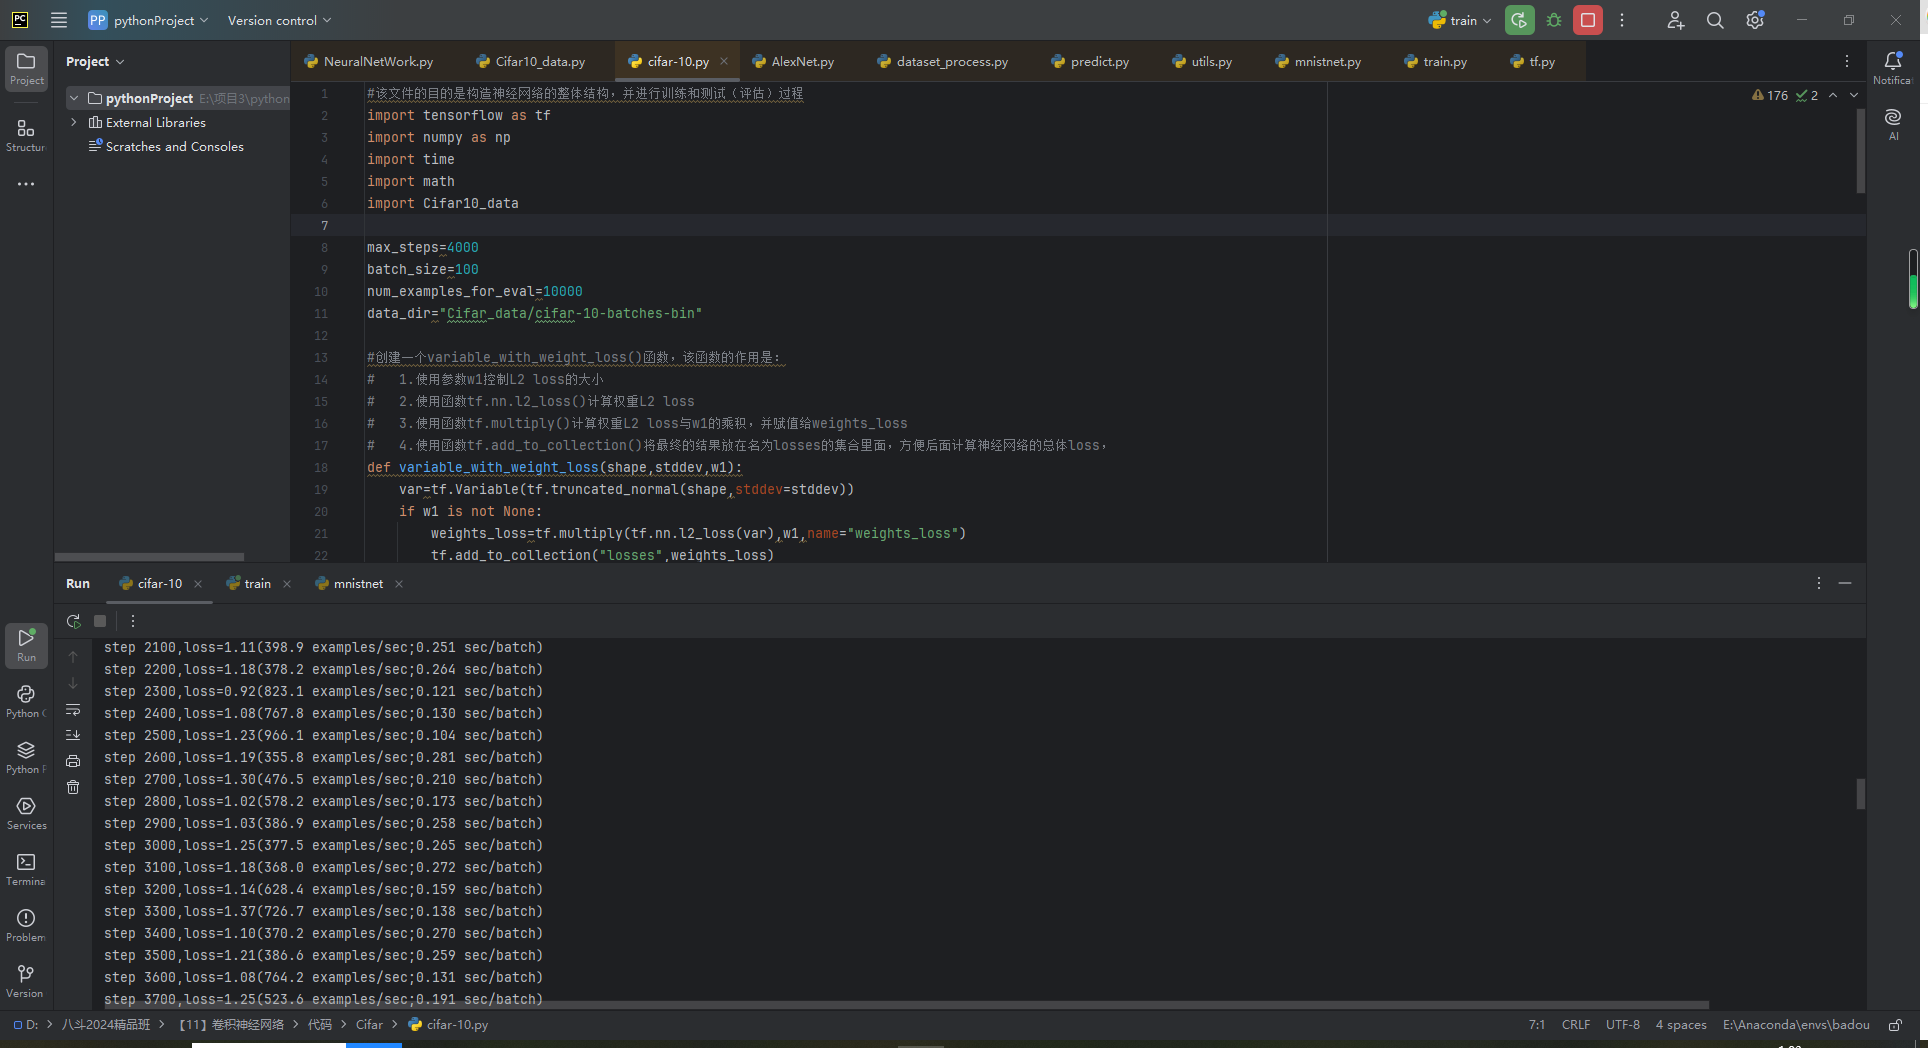 PC PP pythonProject Version control train
Project NeuralNetWork.py Cifar10_data.py cifar-10.py AlexNet.py dataset_process.py predict.py utils.py mnistnet.py train.py tf.py
Project
pythonProject E:\项目3\python
External Libraries
Scratches and Consoles
Structur
Notifica
AI
176 2
1 #该文件的目的是构造神经网络的整体结构，并进行训练和测试（评估）过程
2 import tensorflow as tf
3 import numpy as np
4 import time
5 import math
6 import Cifar10_data
7
8 max_steps=4000
9 batch_size=100
10 num_examples_for_eval=10000
11 data_dir="Cifar_data/cifar-10-batches-bin"
12
13 #创建一个variable_with_weight_loss()函数，该函数的作用是：
14 # 1.使用参数w1控制L2 loss的大小
15 # 2.使用函数tf.nn.l2_loss()计算权重L2 loss
16 # 3.使用函数tf.multiply()计算权重L2 loss与w1的乘积，并赋值给weights_loss
17 # 4.使用函数tf.add_to_collection()将最终的结果放在名为losses的集合里面，方便后面计算神经网络的总体loss，
18 def variable_with_weight_loss(shape,stddev,w1):
19 var=tf.Variable(tf.truncated_normal(shape,stddev=stddev))
20 if w1 is not None:
21 weights_loss=tf.multiply(tf.nn.l2_loss(var),w1,name="weights_loss")
22 tf.add_to_collection("losses",weights_loss)
Run cifar-10 train mnistnet
step 2100,loss=1.11(398.9 examples/sec;0.251 sec/batch)
step 2200,loss=1.18(378.2 examples/sec;0.264 sec/batch)
step 2300,loss=0.92(823.1 examples/sec;0.121 sec/batch)
step 2400,loss=1.08(767.8 examples/sec;0.130 sec/batch)
step 2500,loss=1.23(966.1 examples/sec;0.104 sec/batch)
step 2600,loss=1.19(355.8 examples/sec;0.281 sec/batch)
step 2700,loss=1.30(476.5 examples/sec;0.210 sec/batch)
step 2800,loss=1.02(578.2 examples/sec;0.173 sec/batch)
step 2900,loss=1.03(386.9 examples/sec;0.258 sec/batch)
step 3000,loss=1.25(377.5 examples/sec;0.265 sec/batch)
step 3100,loss=1.18(368.0 examples/sec;0.272 sec/batch)
step 3200,loss=1.14(628.4 examples/sec;0.159 sec/batch)
step 3300,loss=1.37(726.7 examples/sec;0.138 sec/batch)
step 3400,loss=1.10(370.2 examples/sec;0.270 sec/batch)
step 3500,loss=1.21(386.6 examples/sec;0.259 sec/batch)
step 3600,loss=1.08(764.2 examples/sec;0.131 sec/batch)
step 3700,loss=1.25(523.6 examples/sec;0.191 sec/batch)
Run
Python
Python
Services
Termina
Problem
Version
D: > 八斗2024精品班 > 【11】卷积神经网络 > 代码 > Cifar > cifar-10.py 7:1 CRLF UTF-8 4 spaces E:\Anaconda\envs\badou